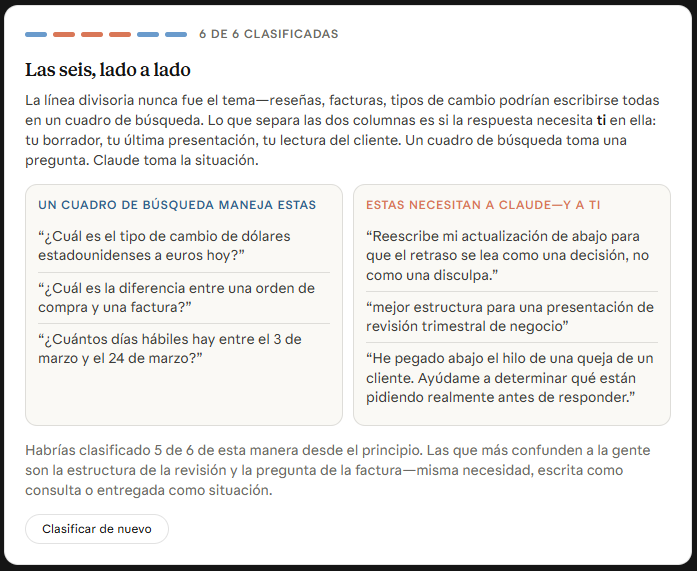 6 DE 6 CLASIFICADAS
Las seis, lado a lado
La línea divisoria nunca fue el tema—reseñas, facturas, tipos de cambio podrían escribirse todas
en un cuadro de búsqueda. Lo que separa las dos columnas es si la respuesta necesita ti en ella:
tu borrador, tu última presentación, tu lectura del cliente. Un cuadro de búsqueda toma una
pregunta. Claude toma la situación.
UN CUADRO DE BÚSQUEDA MANEJA ESTAS
“¿Cuál es el tipo de cambio de dólares
estadounidenses a euros hoy?”
“¿Cuál es la diferencia entre una orden de
compra y una factura?”
“¿Cuántos días hábiles hay entre el 3 de
marzo y el 24 de marzo?”
ESTAS NECESITAN A CLAUDE—Y A TI
“Reescribe mi actualización de abajo para
que el retraso se lea como una decisión, no
como una disculpa.”
“mejor estructura para una presentación de
revisión trimestral de negocio”
“He pegado abajo el hilo de una queja de un
cliente. Ayúdame a determinar qué están
pidiendo realmente antes de responder.”
Habrías clasificado 5 de 6 de esta manera desde el principio. Las que más confunden a la gente
son la estructura de la revisión y la pregunta de la factura—misma necesidad, escrita como
consulta o entregada como situación.
Clasificar de nuevo